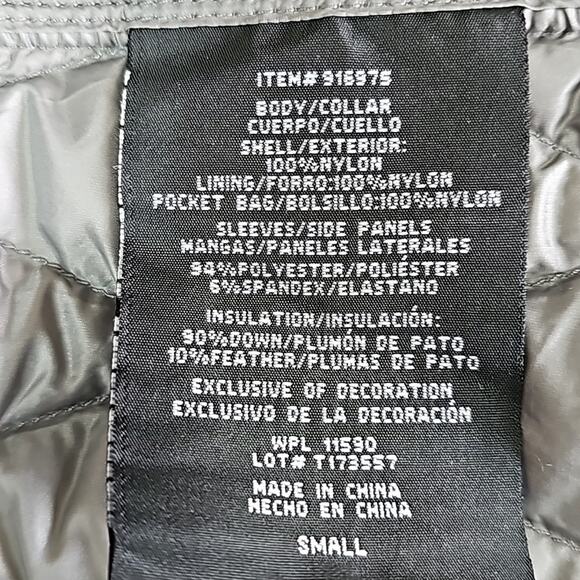 ITEM# 916975
BODY/COLLAR
CUERPO/CUELLO
SHELL/EXTERIOR:
100%NYLON
LINING/FORRO:100%NYLON
POCKET BAG/BOLSILLO:100%NYLON
SLEEVES/SIDE PANELS
MANGAS/PANELES LATERALES
94%POLYESTER/POLIÉSTER
6%SPANDEX/ELASTANO
INSULATION/INSULACIÓN:
90%DOWN/PLUMÓN DE PATO
10%FEATHER/PLUMAS DE PATO
EXCLUSIVE OF DECORATION
EXCLUSIVO DE LA DECORACIÓN
WPL 11590
LOT# T173557
MADE IN CHINA
HECHO EN CHINA
SMALL